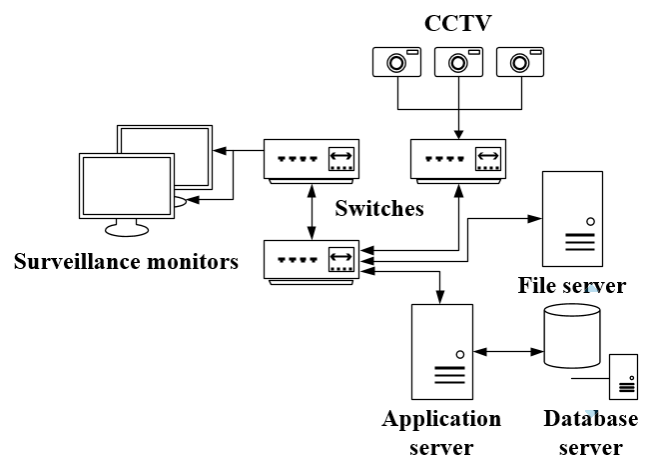 CCTV
Switches
Surveillance monitors
File server
Application
server
Database
server